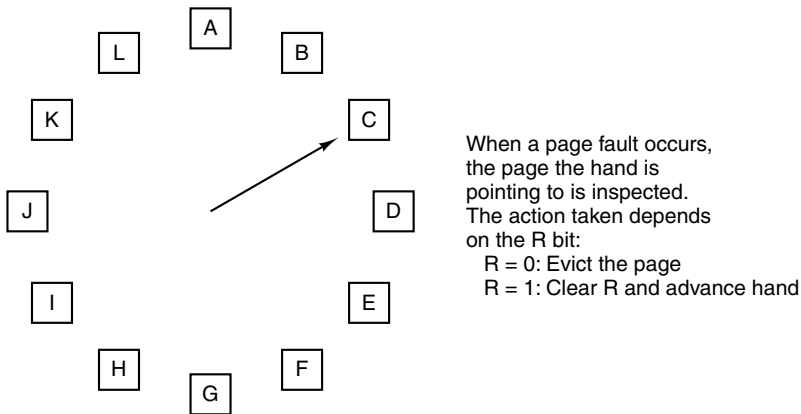 A
L
B
K
C
J
D
I
E
H
F
G
When a page fault occurs,
the page the hand is
pointing to is inspected.
The action taken depends
on the R bit:
R = 0: Evict the page
R = 1: Clear R and advance hand